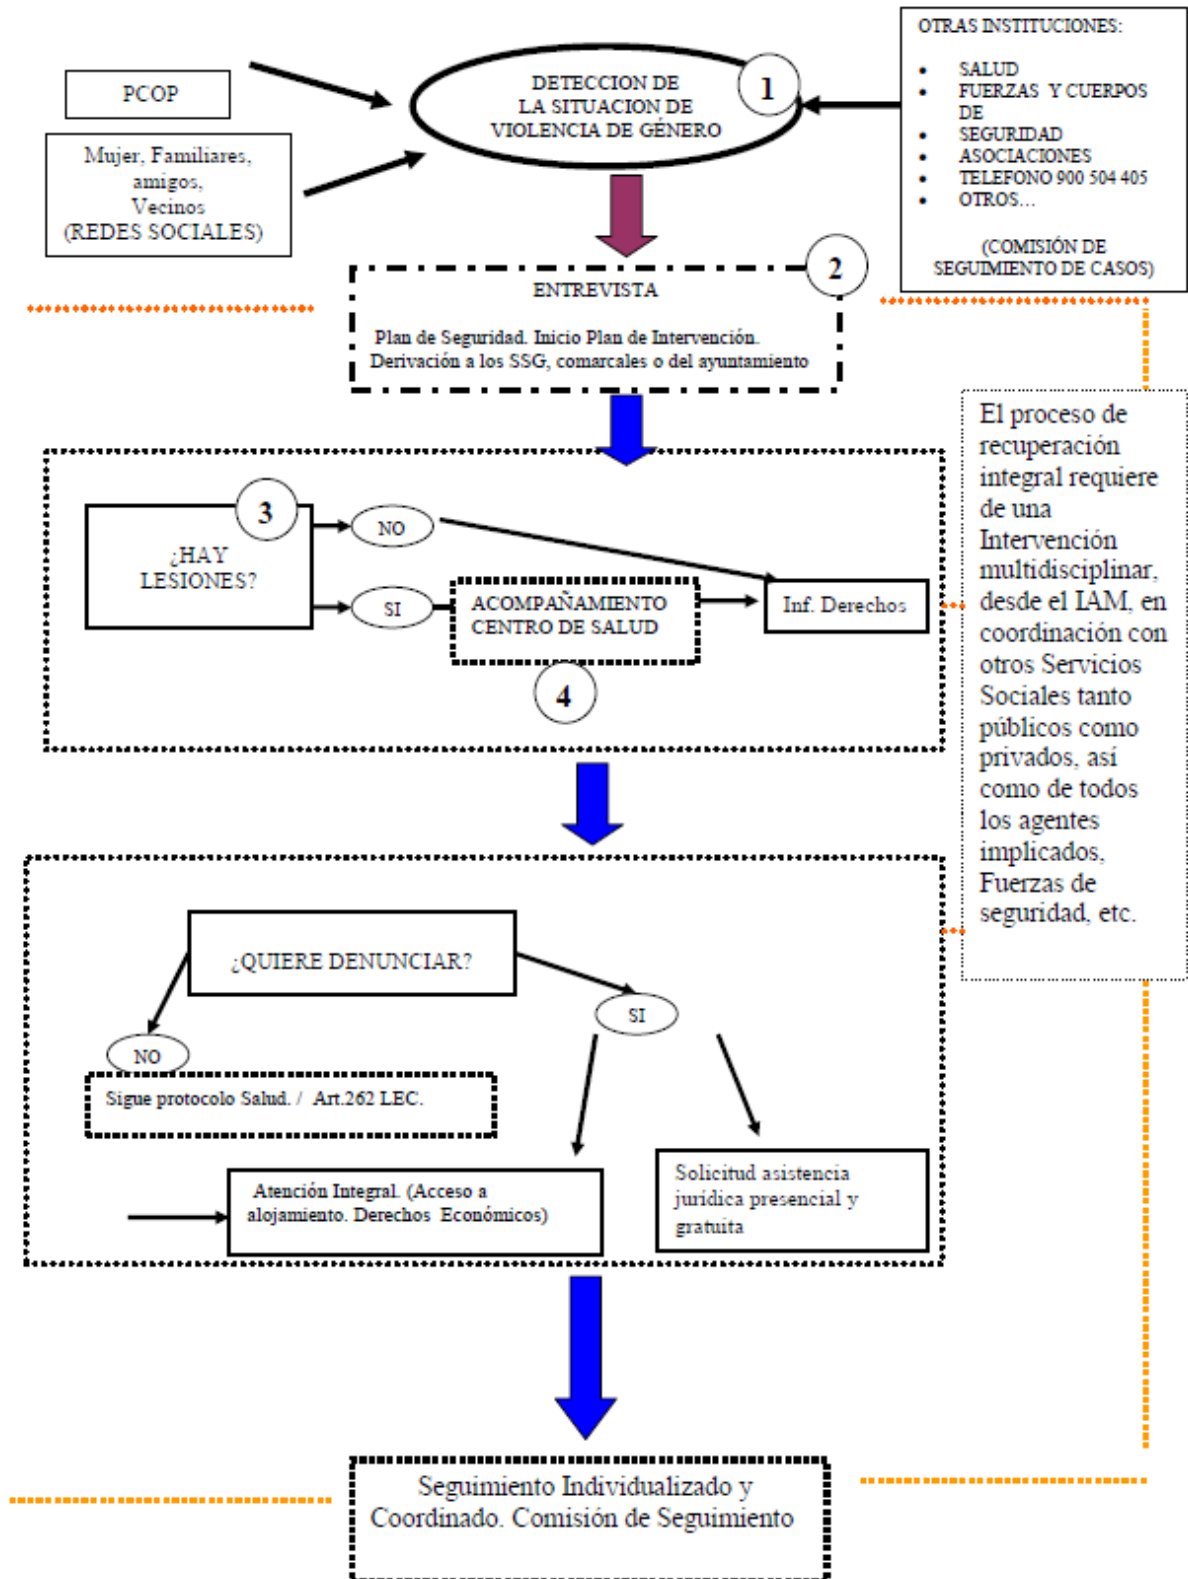 OTRAS INSTITUCIONES:
• SALUD
• FUERZAS Y CUERPOS
DE
• SEGURIDAD
• ASOCIACIONES
• TELEFONO 900 504 405
• OTROS…
(COMISIÓN DE
SEGUIMIENTO DE CASOS)
DETECCION DE
LA SITUACION DE
VIOLENCIA DE GÉNERO
1
PCOP
Mujer, Familiares,
amigos,
Vecinos
(REDES SOCIALES)
2
ENTREVISTA
Plan de Seguridad. Inicio Plan de Intervención.
Derivación a los SSG, comarcales o del ayuntamiento
3
¿HAY
LESIONES?
NO
SI
ACOMPAÑAMIENTO
CENTRO DE SALUD
4
Inf. Derechos
El proceso de
recuperación
integral requiere
de una
Intervención
multidisciplinar,
desde el IAM, en
coordinación con
otros Servicios
Sociales tanto
públicos como
privados, así
como de todos
los agentes
implicados,
Fuerzas de
seguridad, etc.
¿QUIERE DENUNCIAR?
SI
NO
Sigue protocolo Salud. / Art.262 LEC.
Atención Integral. (Acceso a
alojamiento. Derechos Económicos)
Solicitud asistencia
jurídica presencial y
gratuita
Seguimiento Individualizado y
Coordinado. Comisión de Seguimiento